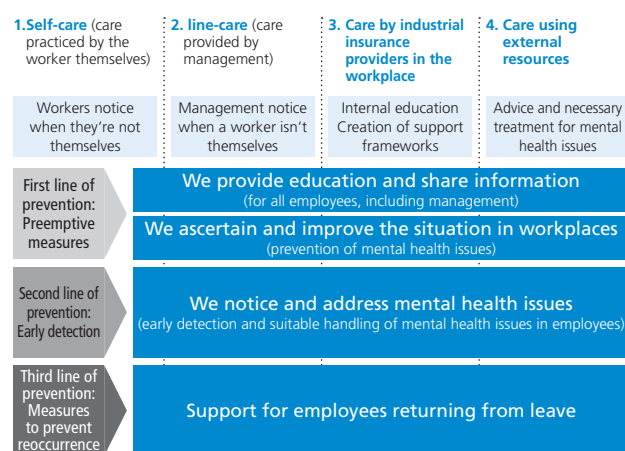 1.Self-care (care
practiced by the
worker themselves)
2. line-care (care
provided by
management)
3. Care by industrial
insurance
providers in the
workplace
4. Care using
external
resources
Workers notice
when they're not
themselves
Management notice
when a worker isn't
themselves
Internal education
Creation of support
frameworks
Advice and necessary
treatment for mental
health issues
First line of
prevention:
Preemptive
measures
We provide education and share information
(for all employees, including management)
We ascertain and improve the situation in workplaces
(prevention of mental health issues)
Second line of
prevention:
Early detection
We notice and address mental health issues
(early detection and suitable handling of mental health issues in employees)
Third line of
prevention:
Measures
to prevent
reoccurrence
Support for employees returning from leave